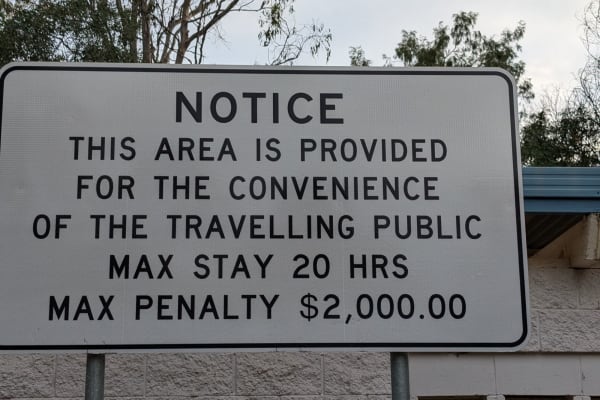 NOTICE
THIS AREA IS PROVIDED
FOR THE CONVENIENCE
OF THE TRAVELLING PUBLIC
MAX STAY 20 HRS
MAX PENALTY $2,000.00